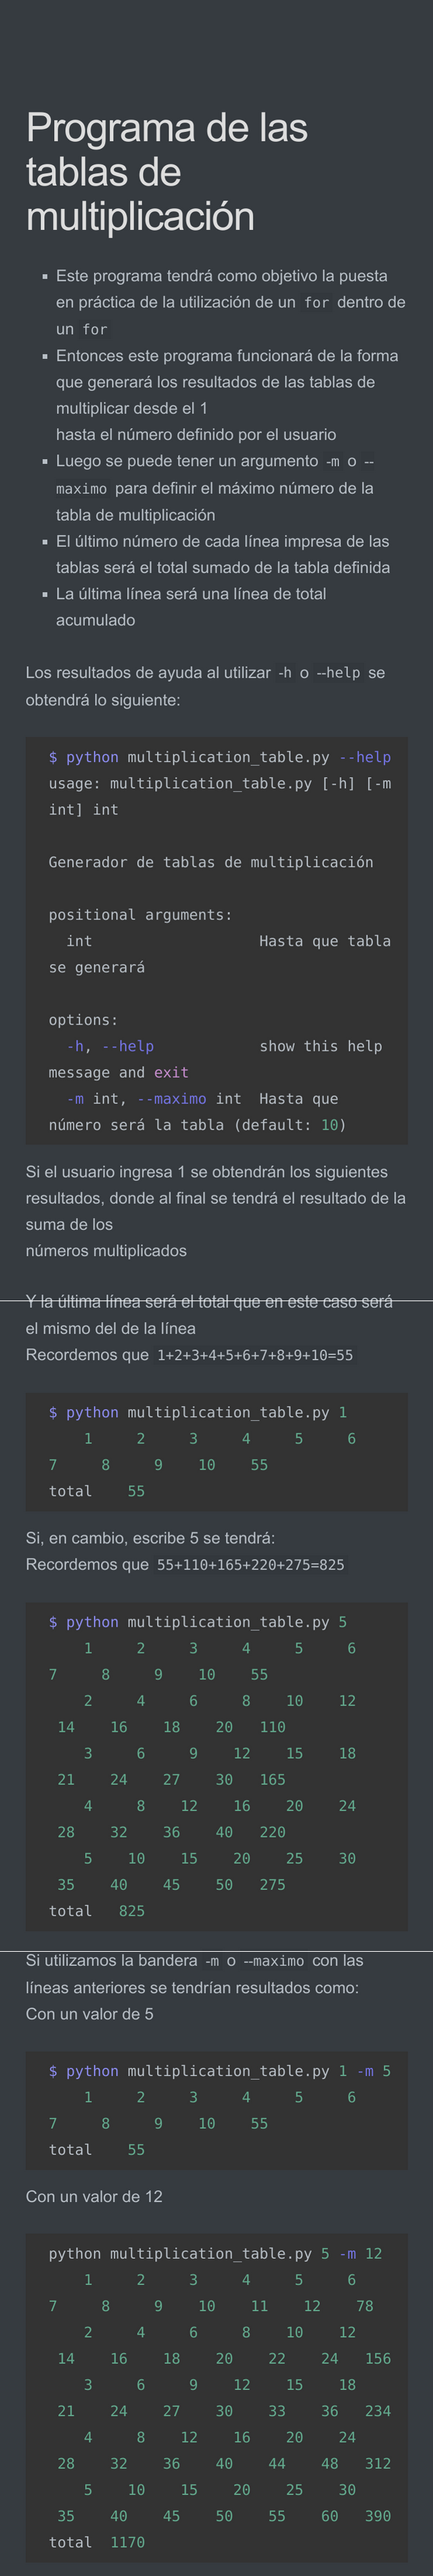 Programa de las
tablas de
multiplicación
Este programa tendrá como objetivo la puesta
en práctica de la utilización de un for dentro de
un for
Entonces este programa funcionará de la forma
que generará los resultados de las tablas de
multiplicar desde el 1
hasta el número definido por el usuario
Luego se puede tener un argumento -m o --
maximo para definir el máximo número de la
tabla de multiplicación
El último número de cada línea impresa de las
tablas será el total sumado de la tabla definida
La última línea será una línea de total
acumulado
Los resultados de ayuda al utilizar -h o --help se
obtendrá lo siguiente:
$ python multiplication_table.py --help
usage: multiplication_table.py [-h] [-m
int] int
Generador de tablas de multiplicación
positional arguments:
int Hasta que tabla
se generará
options:
-h, --help show this help
message and exit
-m int, --maximo int Hasta que
número será la tabla (default: 10)
Si el usuario ingresa 1 se obtendrán los siguientes
resultados, donde al final se tendrá el resultado de la
suma de los
números multiplicados
Y la última línea será el total que en este caso será
el mismo del de la línea
Recordemos que 1+2+3+4+5+6+7+8+9+10=55
$ python multiplication_table.py 1
1 2 3 4 5 6
7 8 9 10 55
total 55
Si, en cambio, escribe 5 se tendrá:
Recordemos que 55+110+165+220+275=825
$ python multiplication_table.py 5
1 2 3 4 5 6
7 8 9 10 55
2 4 6 8 10 12
14 16 18 20 110
3 6 9 12 15 18
21 24 27 30 165
4 8 12 16 20 24
28 32 36 40 220
5 10 15 20 25 30
35 40 45 50 275
total 825
Si utilizamos la bandera -m o --maximo con las
líneas anteriores se tendrían resultados como:
Con un valor de 5
$ python multiplication_table.py 1 -m 5
1 2 3 4 5 6
7 8 9 10 55
total 55
Con un valor de 12
python multiplication_table.py 5 -m 12
1 2 3 4 5 6
7 8 9 10 11 12 78
2 4 6 8 10 12
14 16 18 20 22 24 156
3 6 9 12 15 18
21 24 27 30 33 36 234
4 8 12 16 20 24
28 32 36 40 44 48 312
5 10 15 20 25 30
35 40 45 50 55 60 390
total 1170